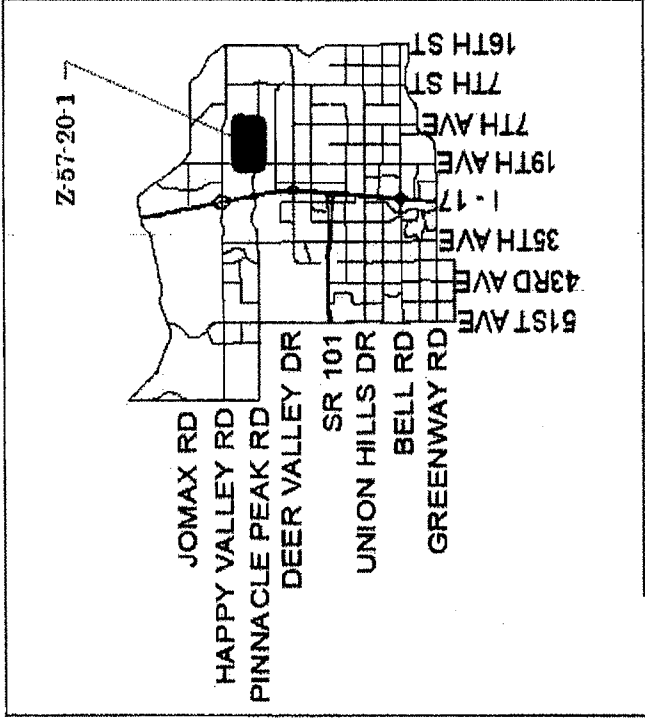 Z-57-20-1
JOMAX RD
HAPPY VALLEY RD
PINNACLE PEAK RD
DEER VALLEY DR
SR 101
UNION HILLS DR
BELL RD
GREENWAY RD
51ST AVE
43RD AVE
35TH AVE
I - 17
19TH AVE
7TH AVE
7TH ST
16TH ST